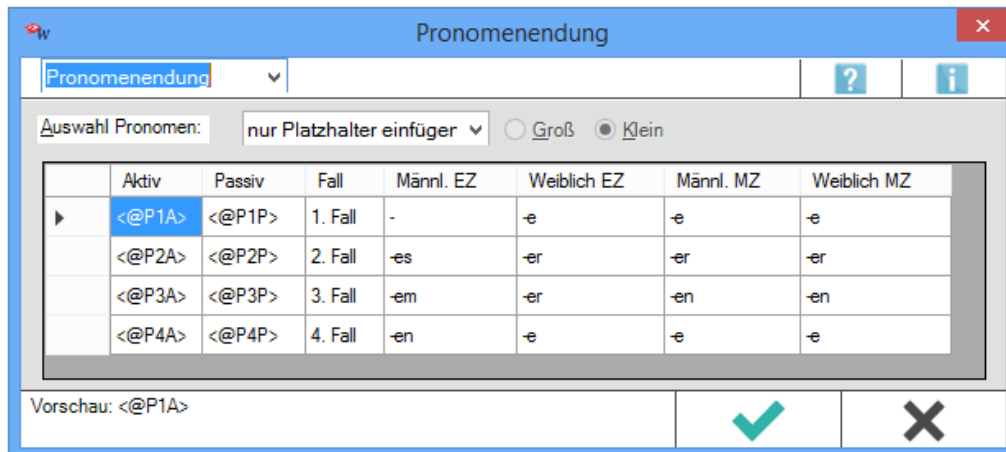 Pronomenendung
Pronomenendung
Auswahl Pronomen: nur Platzhalter einfüger Groß Klein
Aktiv Passiv Fall Männl. EZ Weiblich EZ Männl. MZ Weiblich MZ
<@P1A> <@P1P> 1. Fall - -e -e -e
<@P2A> <@P2P> 2. Fall -es -er -er -er
<@P3A> <@P3P> 3. Fall -em -er -en -en
<@P4A> <@P4P> 4. Fall -en -e -e -e
Vorschau: <@P1A>